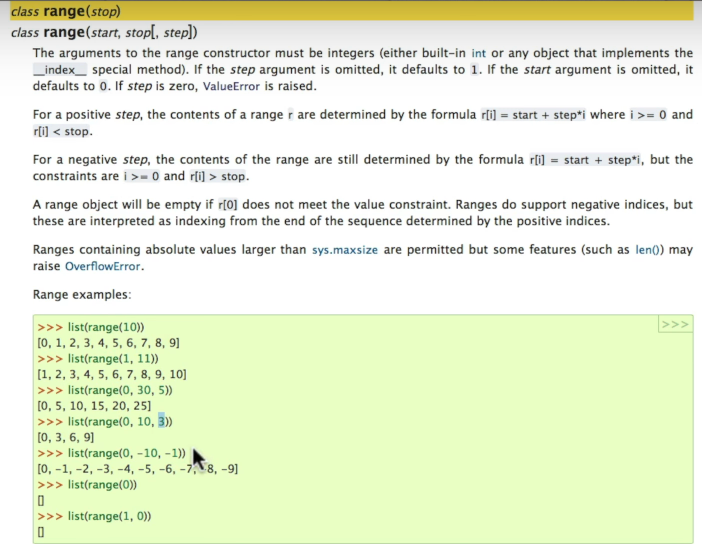 class range(stop)
class range(start, stop[, step])
The arguments to the range constructor must be integers (either built-in int or any object that implements the
__index__ special method). If the step argument is omitted, it defaults to 1. If the start argument is omitted, it
defaults to 0. If step is zero, ValueError is raised.
For a positive step, the contents of a range r are determined by the formula r[i] = start + step*i where i >= 0 and
r[i] < stop.
For a negative step, the contents of the range are still determined by the formula r[i] = start + step*i, but the
constraints are i >= 0 and r[i] > stop.
A range object will be empty if r[0] does not meet the value constraint. Ranges do support negative indices, but
these are interpreted as indexing from the end of the sequence determined by the positive indices.
Ranges containing absolute values larger than sys.maxsize are permitted but some features (such as len()) may
raise OverflowError.
Range examples:
>>>
>>> list(range(10))
[0, 1, 2, 3, 4, 5, 6, 7, 8, 9]
>>> list(range(1, 11))
[1, 2, 3, 4, 5, 6, 7, 8, 9, 10]
>>> list(range(0, 30, 5))
[0, 5, 10, 15, 20, 25]
>>> list(range(0, 10, 3))
[0, 3, 6, 9]
>>> list(range(0, -10, -1))
[0, -1, -2, -3, -4, -5, -6, -7, -8, -9]
>>> list(range(0))
[]
>>> list(range(1, 0))
[]